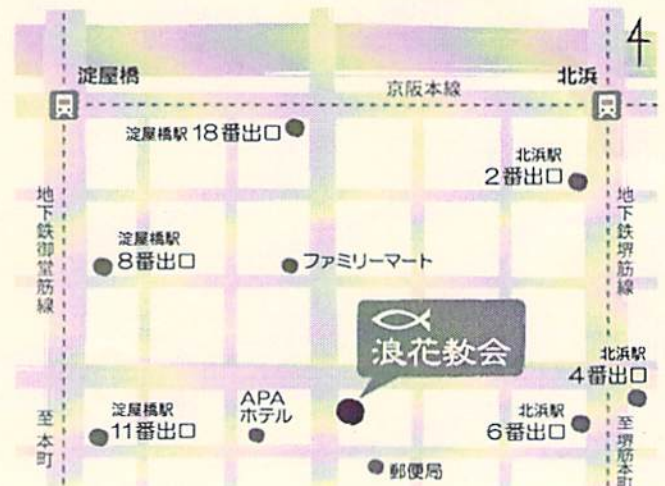 淀屋橋
北浜
京阪本線
淀屋橋駅 18番出口
北浜駅
2番出口
地下鉄御堂筋線
地下鉄堺筋線
淀屋橋駅
8番出口
ファミリーマート
浪花教会
北浜駅
4番出口
APA
ホテル
淀屋橋駅
11番出口
北浜駅
6番出口
至 本町
至 堺筋本町
郵便局